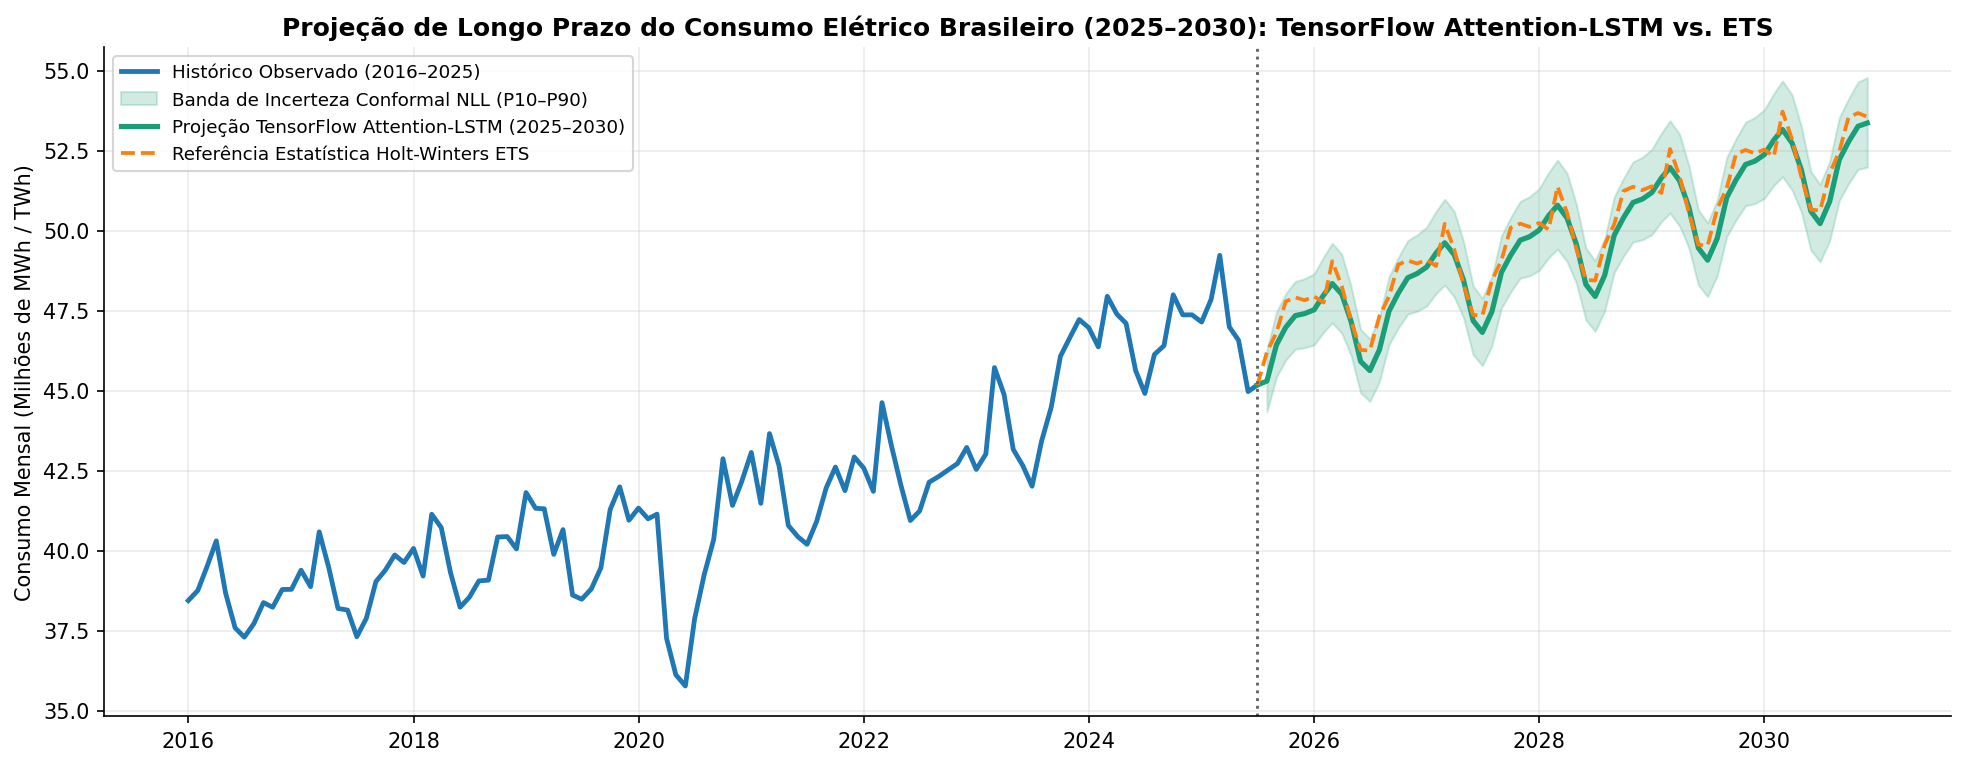 Projeção de Longo Prazo do Consumo Elétrico Brasileiro (2025–2030): TensorFlow Attention-LSTM vs. ETS
Histórico Observado (2016–2025)
Banda de Incerteza Conformal NLL (P10–P90)
Projeção TensorFlow Attention-LSTM (2025–2030)
Referência Estatística Holt-Winters ETS
Consumo Mensal (Milhões de MWh / TWh)
55.0
52.5
50.0
47.5
45.0
42.5
40.0
37.5
35.0
2016
2018
2020
2022
2024
2026
2028
2030